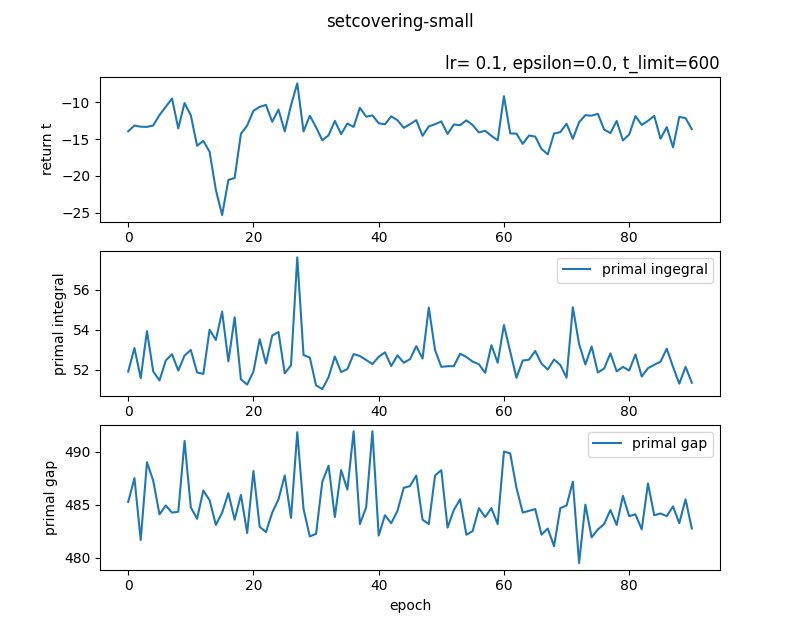 setcovering-small
lr= 0.1, epsilon=0.0, t_limit=600
return t
−10
−15
−20
−25
0 20 40 60 80
primal integral
primal ingegral
56
54
52
0 20 40 60 80
primal gap
primal gap
490
485
480
0 20 40 60 80
epoch